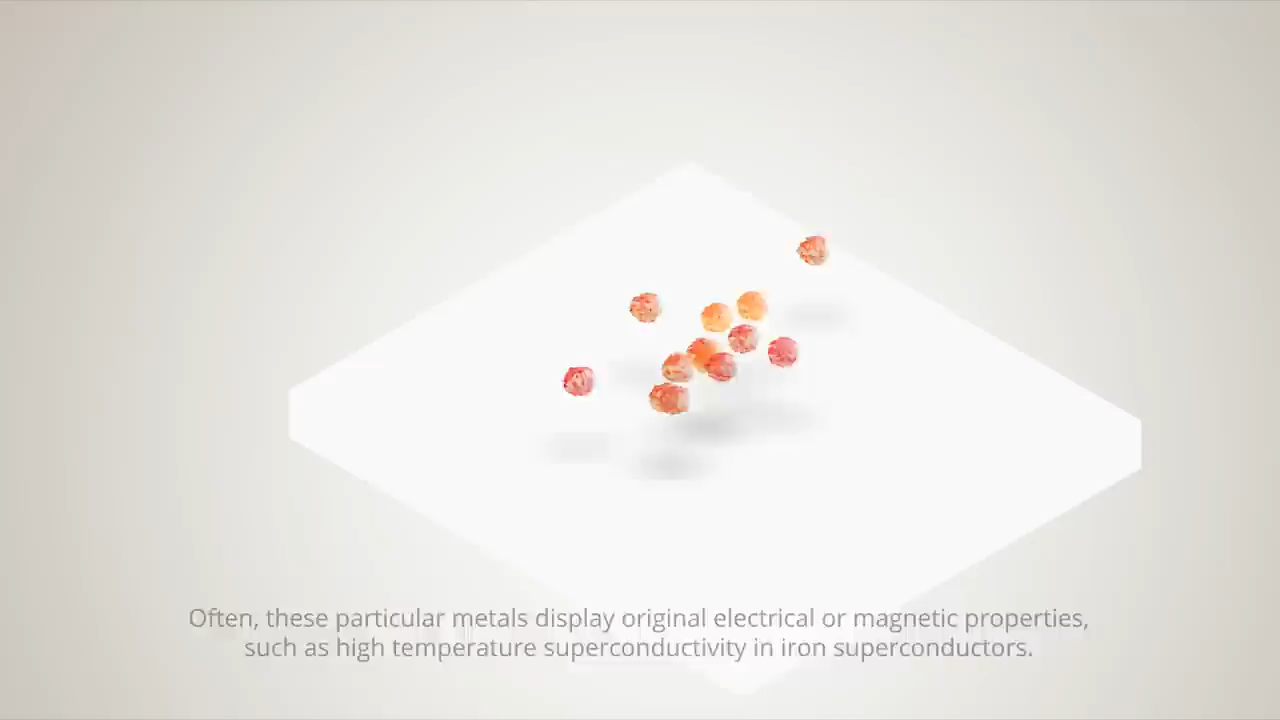 Often, these particular metals display original electrical or magnetic properties,
such as high temperature superconductivity in iron superconductors.